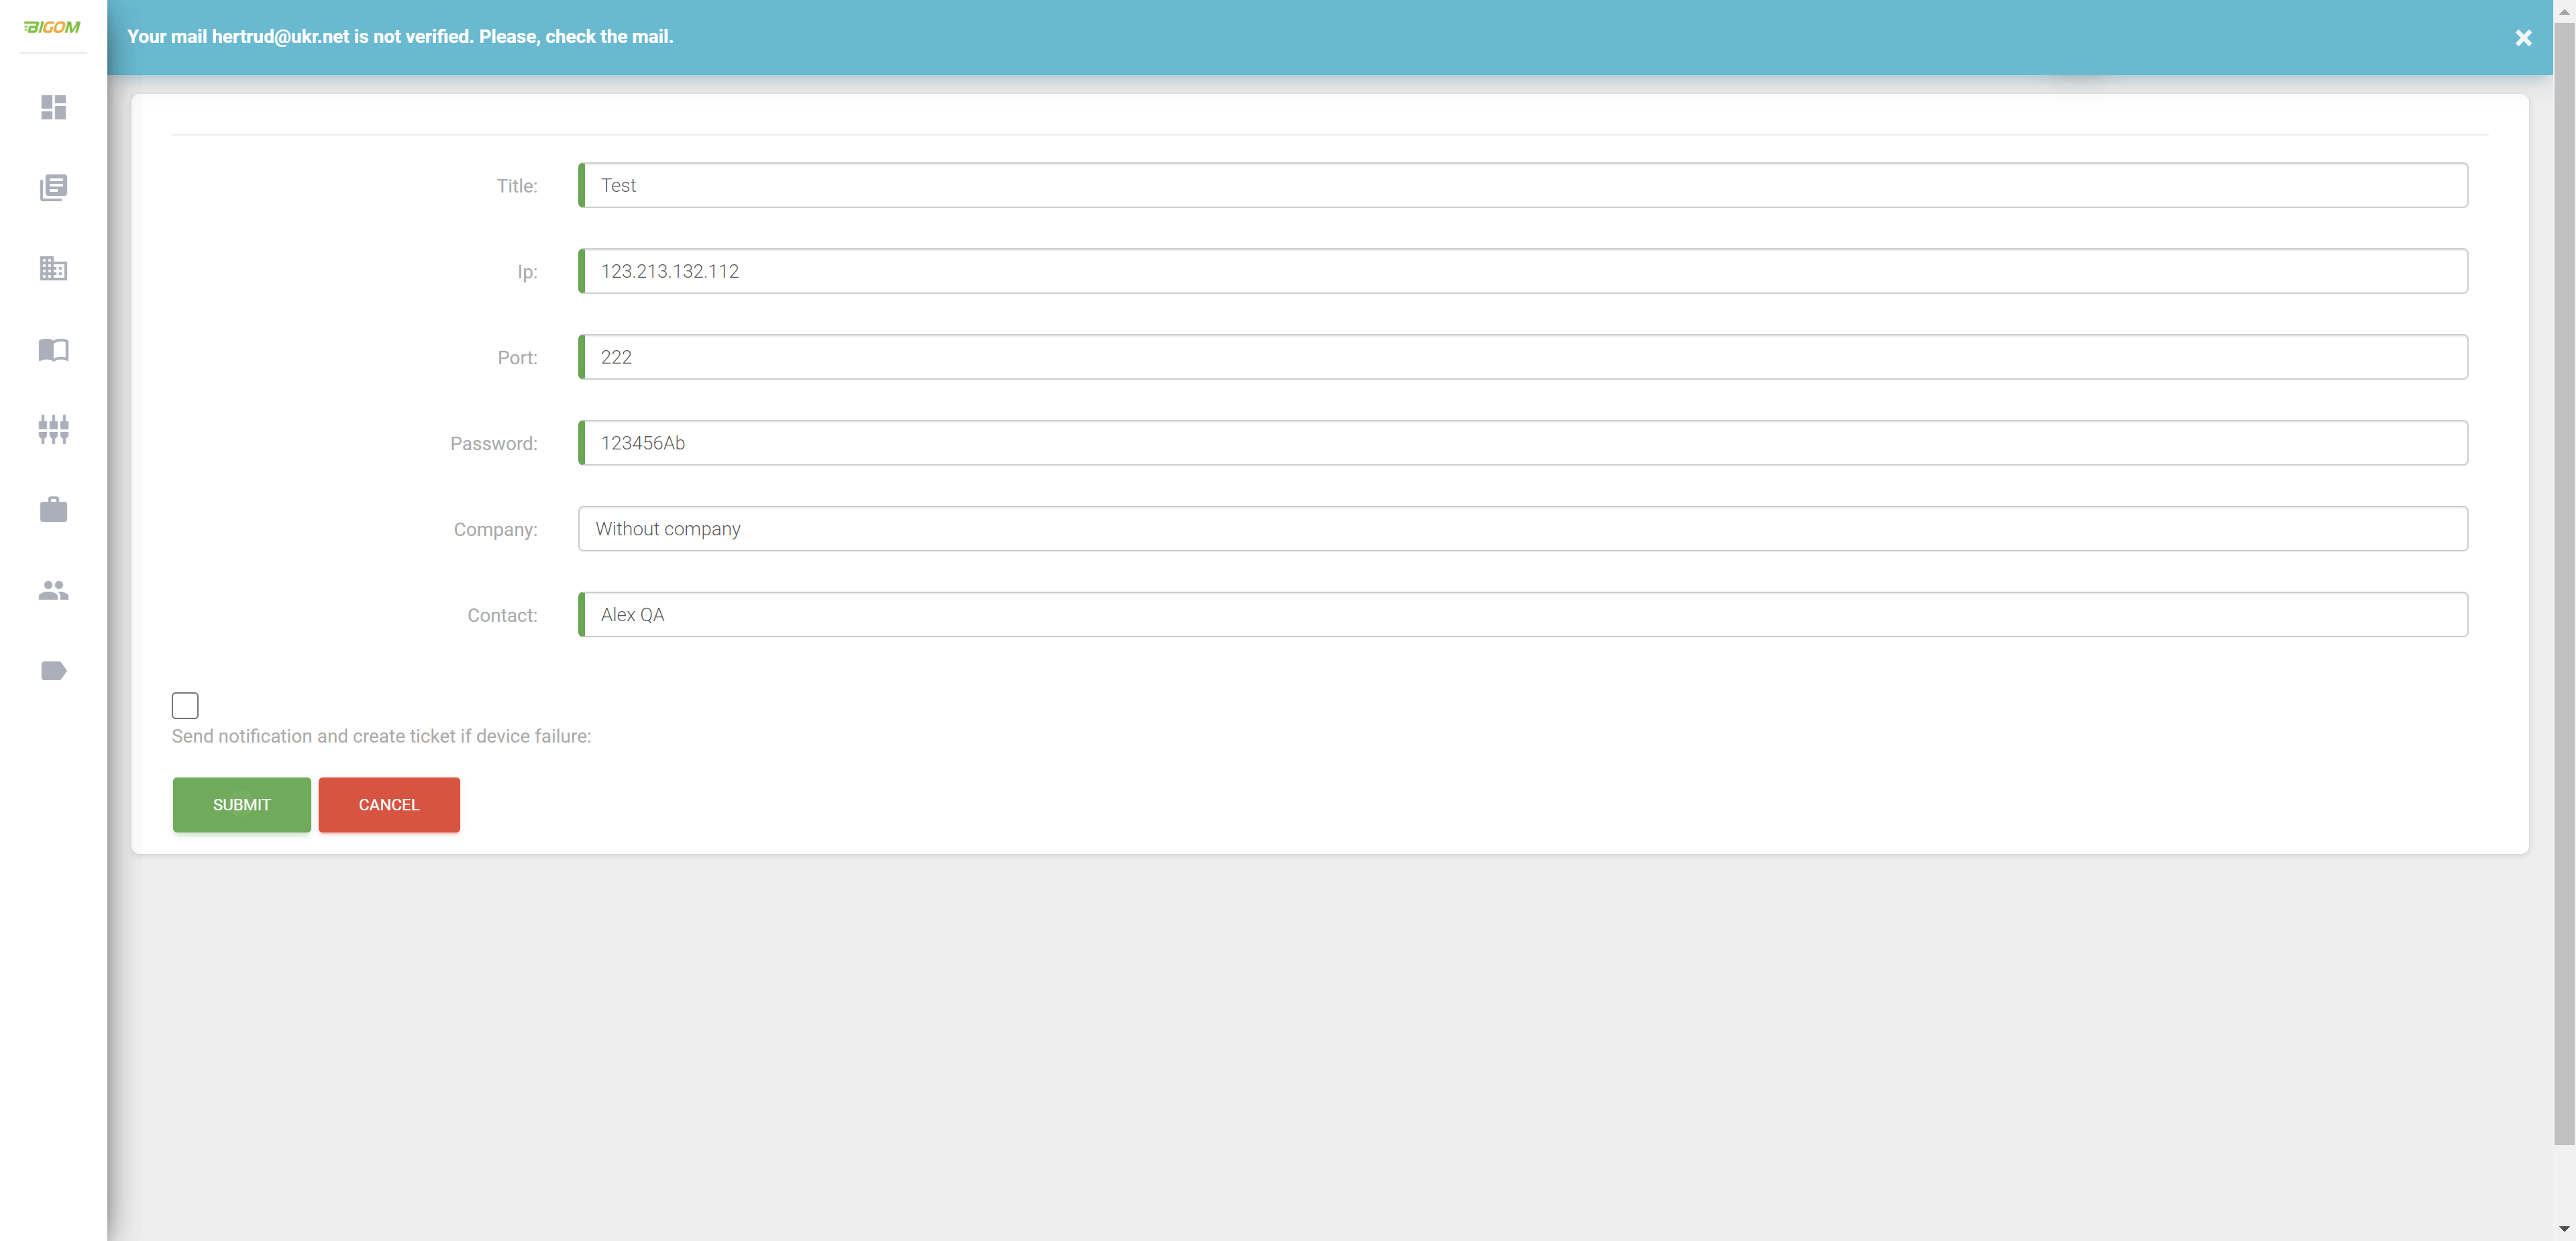 BIGOM
Your mail hertrud@ukr.net is not verified. Please, check the mail.
Title:
Test
Ip:
123.213.132.112
Port:
222
Password:
123456Ab
Company:
Without company
Contact:
Alex QA
Send notification and create ticket if device failure:
SUBMIT
CANCEL